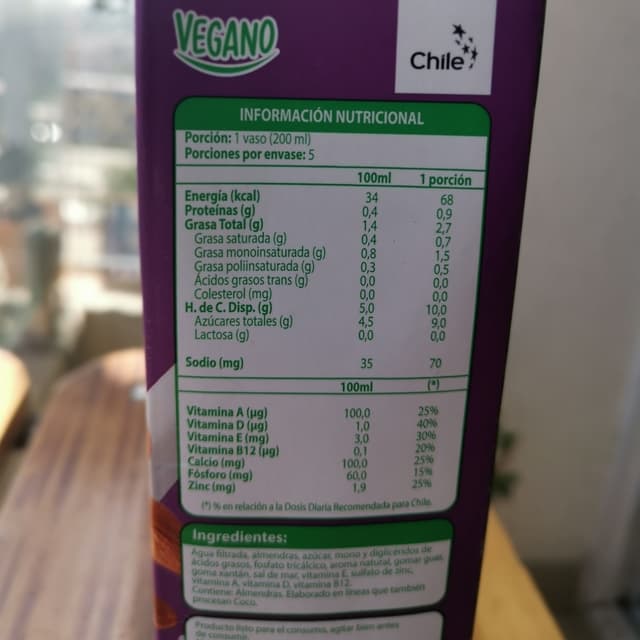 VEGANO
Chile
INFORMACIÓN NUTRICIONAL
Porción: 1 vaso (200 ml)
Porciones por envase: 5
100ml 1 porción
Energía (kcal) 34 68
Proteínas (g) 0,4 0,9
Grasa Total (g) 1,4 2,7
Grasa saturada (g) 0,4 0,7
Grasa monoinsaturada (g) 0,8 1,5
Grasa poliinsaturada (g) 0,3 0,5
Ácidos grasos trans (g) 0,0 0,0
Colesterol (mg) 0,0 0,0
H. de C. Disp. (g) 5,0 10,0
Azúcares totales (g) 4,5 9,0
Lactosa (g) 0,0 0,0
Sodio (mg) 35 70
100ml (*)
Vitamina A (µg) 100,0 25%
Vitamina D (µg) 1,0 40%
Vitamina E (mg) 3,0 30%
Vitamina B12 (µg) 0,1 20%
Calcio (mg) 100,0 25%
Fósforo (mg) 60,0 15%
Zinc (mg) 1,9 25%
(*) % en relación a la Dosis Diaria Recomendada para Chile.
Ingredientes:
Agua filtrada, almendras, azúcar, mono y diglicéridos de
ácidos grasos, fosfato tricálcico, aroma natural, gomar guar,
goma xantán, sal de mar, vitamina E, sulfato de zinc,
vitamina A, vitamina D, vitamina B12.
Contiene: Almendras. Elaborado en líneas que también
procesan Coco.
Producto listo para el consumo, agitar bien antes
de consumir.